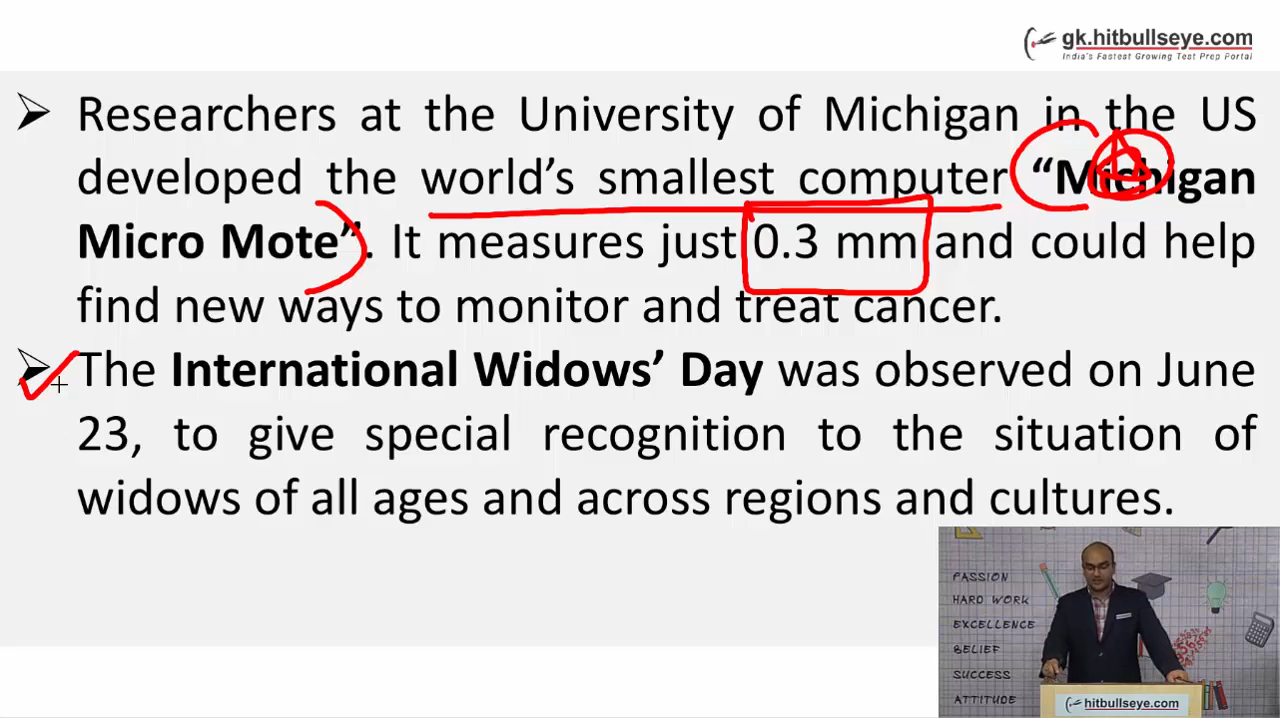 gk.hitbullseye.com
India's Fastest Growing Test Prep Portal
Researchers at the University of Michigan in the US
developed the world's smallest computer "Michigan
Micro Mote". It measures just 0.3 mm and could help
find new ways to monitor and treat cancer.
The International Widows' Day was observed on June
23, to give special recognition to the situation of
widows of all ages and across regions and cultures.
PASSION
HARD WORK
EXCELLENCE
BELIEF
SUCCESS
ATTITUDE
hitbullseye.com